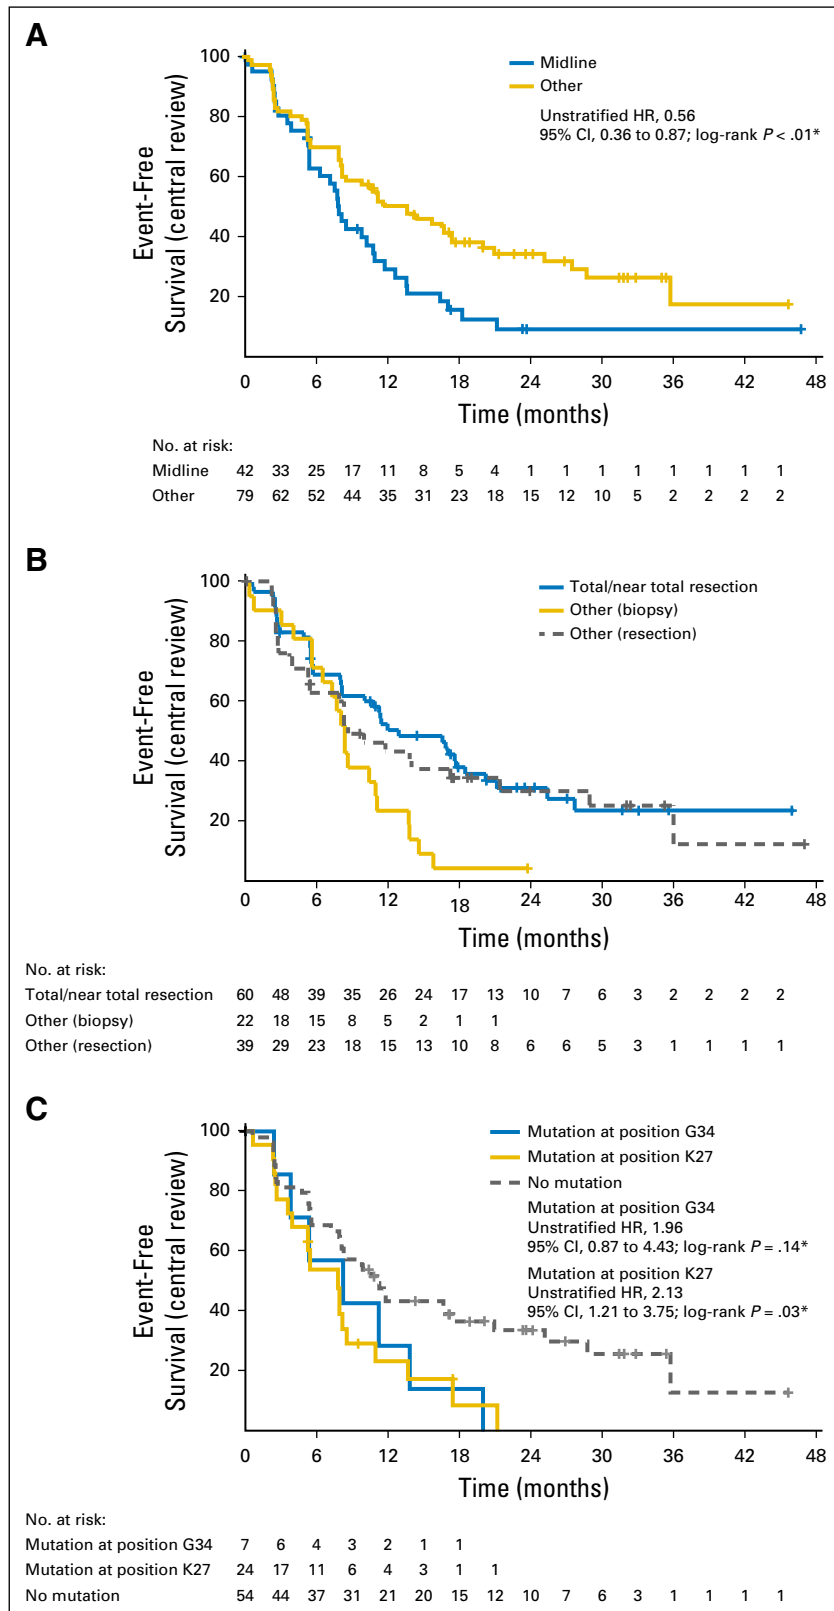 A
100
80
60
40
20
Event-Free
Survival (central review)
Midline
Other
Unstratified HR, 0.56
95% CI, 0.36 to 0.87; log-rank P < .01*
0 6 12 18 24 30 36 42 48
Time (months)
No. at risk:
Midline 42 33 25 17 11 8 5 4 1 1 1 1 1 1 1 1
Other 79 62 52 44 35 31 23 18 15 12 10 5 2 2 2 2
B
100
80
60
40
20
Event-Free
Survival (central review)
Total/near total resection
Other (biopsy)
Other (resection)
0 6 12 18 24 30 36 42 48
Time (months)
No. at risk:
Total/near total resection 60 48 39 35 26 24 17 13 10 7 6 3 2 2 2 2
Other (biopsy) 22 18 15 8 5 2 1 1
Other (resection) 39 29 23 18 15 13 10 8 6 6 5 3 1 1 1 1
C
100
80
60
40
20
Event-Free
Survival (central review)
Mutation at position G34
Mutation at position K27
No mutation
Mutation at position G34
Unstratified HR, 1.96
95% CI, 0.87 to 4.43; log-rank P = .14*
Mutation at position K27
Unstratified HR, 2.13
95% CI, 1.21 to 3.75; log-rank P = .03*
0 6 12 18 24 30 36 42 48
Time (months)
No. at risk:
Mutation at position G34 7 6 4 3 2 1 1
Mutation at position K27 24 17 11 6 4 3 1 1
No mutation 54 44 37 31 21 20 15 12 10 7 6 3 1 1 1 1